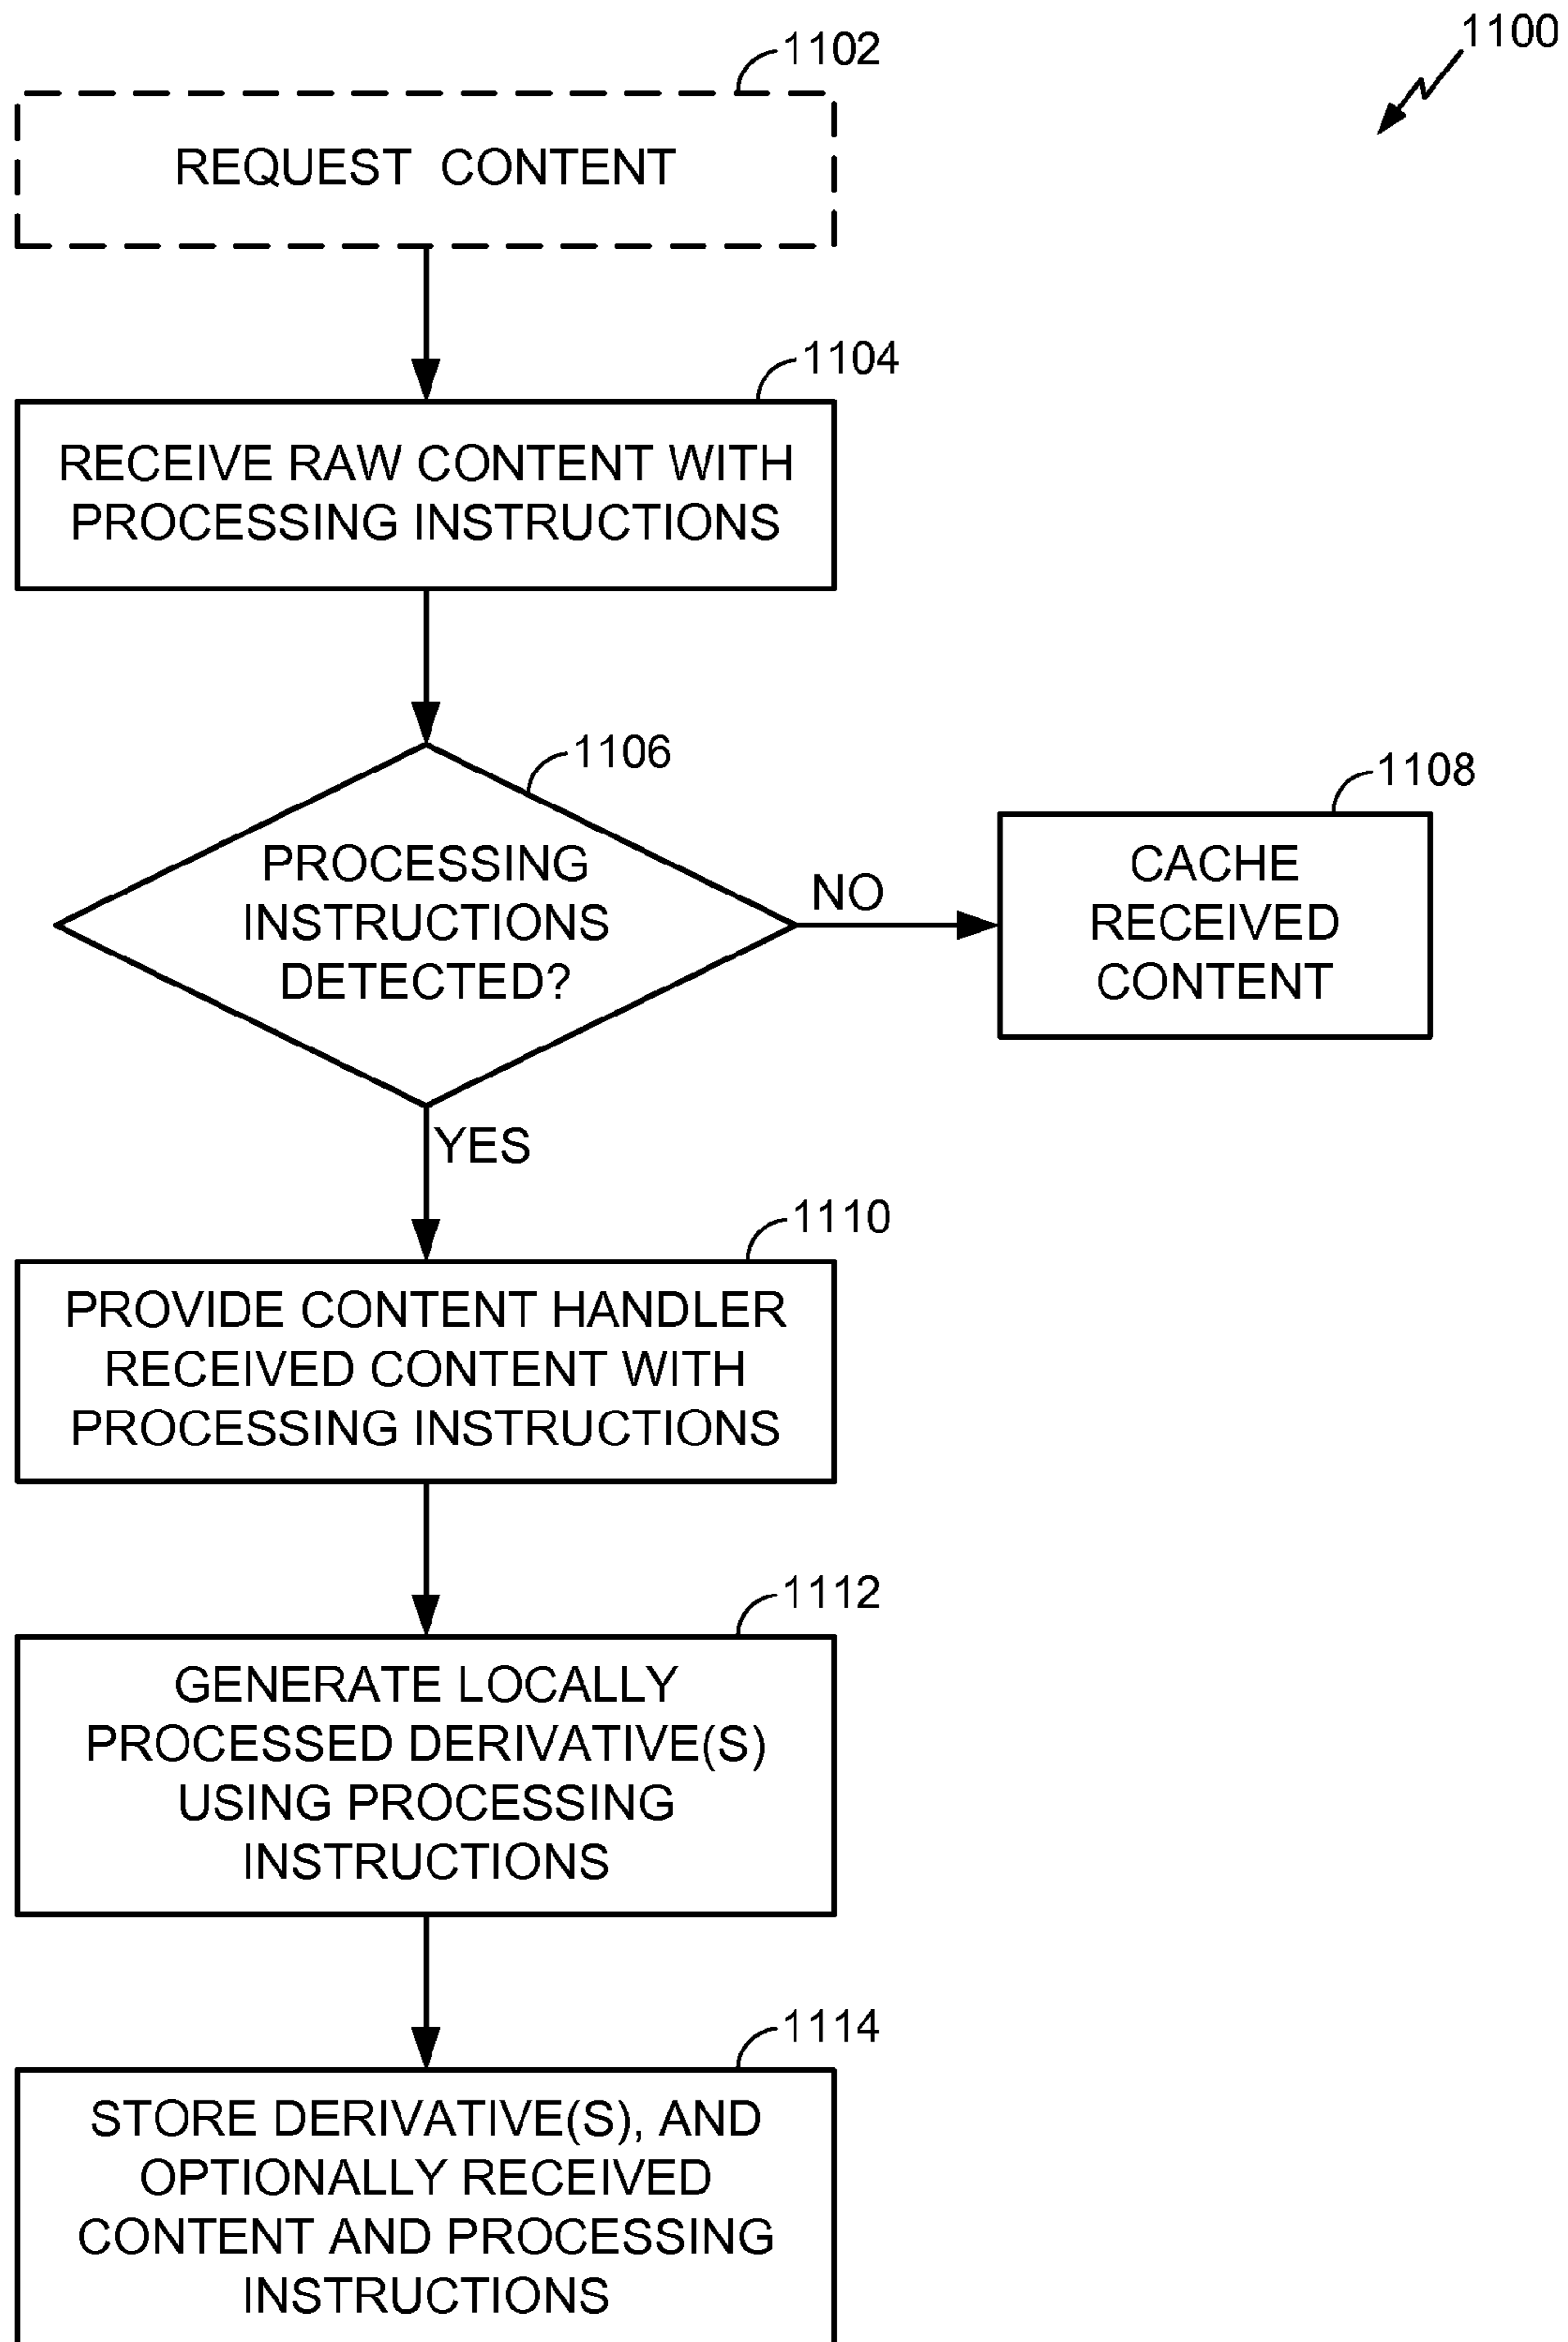 1100
1102
REQUEST CONTENT
1104
RECEIVE RAW CONTENT WITH
PROCESSING INSTRUCTIONS
1106
PROCESSING
INSTRUCTIONS
DETECTED?
NO
1108
CACHE
RECEIVED
CONTENT
YES
1110
PROVIDE CONTENT HANDLER
RECEIVED CONTENT WITH
PROCESSING INSTRUCTIONS
1112
GENERATE LOCALLY
PROCESSED DERIVATIVE(S)
USING PROCESSING
INSTRUCTIONS
1114
STORE DERIVATIVE(S), AND
OPTIONALLY RECEIVED
CONTENT AND PROCESSING
INSTRUCTIONS